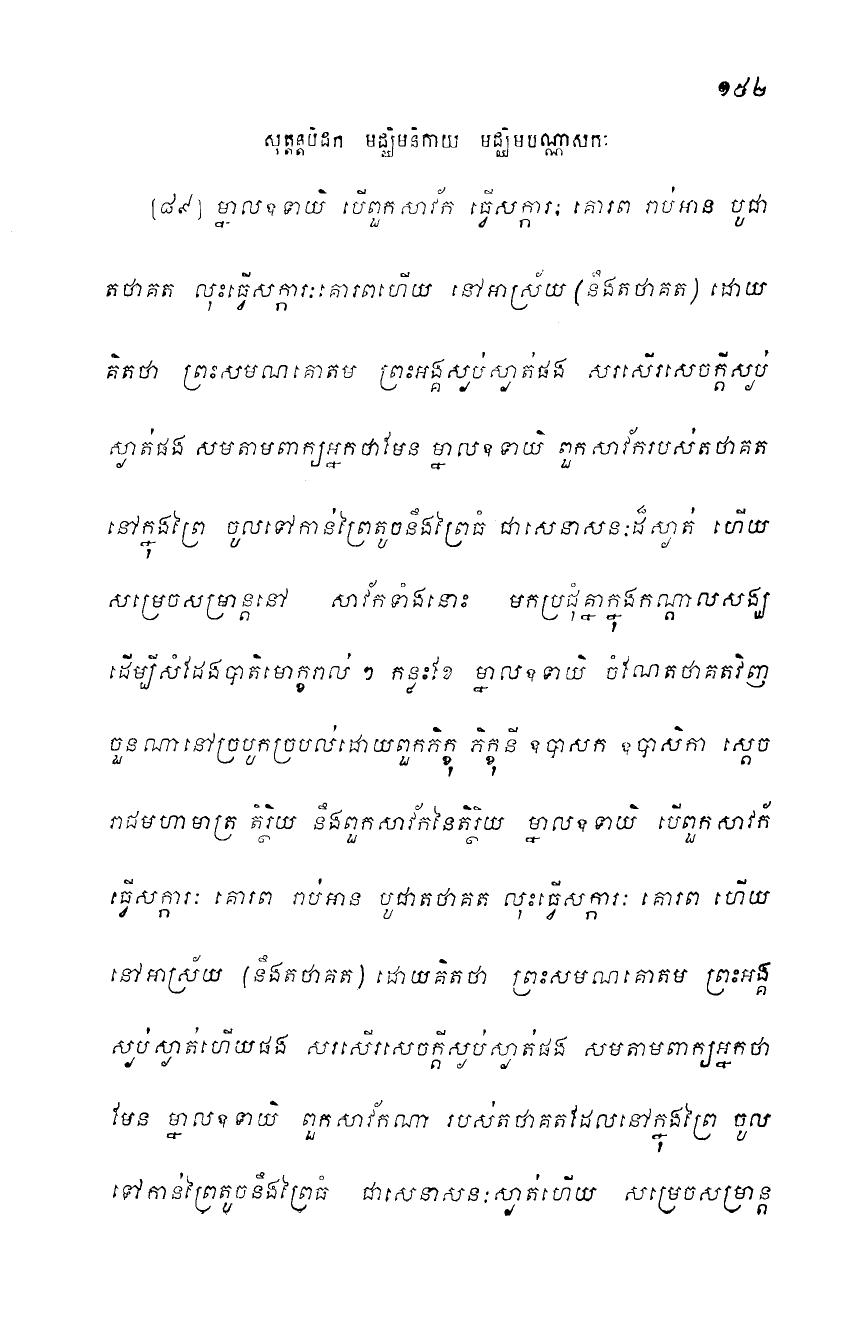 ១៥២
សុត្តន្តបិដក មជ្ឈិមនិកាយ មជ្ឈិមបណ្ណាសកៈ
[៨៩] ម្នាលឧទាយិ បើពួកសាវ័ក ធ្វើសក្ការៈ គោរព រាប់អាន បូជា
តថាគត លុះធ្វើសក្ការៈគោរពហើយ នៅអាស្រ័យ (នឹងតថាគត) ដោយ
គិតថា ព្រះសមណគោតម ព្រះអង្គស្ងប់ស្ងាត់ផង សរសើរសេចក្តីស្ងប់
ស្ងាត់ផង សមតាមពាក្យអ្នកថាមែន ម្នាលឧទាយិ ពួកសាវ័ករបស់តថាគត
នៅក្នុងព្រៃ ចូលទៅកាន់ព្រៃតូចនឹងព្រៃធំ ជាសេនាសនៈដ៏ស្ងាត់ ហើយ
សម្រេចសម្រាន្តនៅ សាវ័កទាំងនោះ មកប្រជុំគ្នាក្នុងកណ្តាលសង្ឃ
ដើម្បីសំដែងបាតិមោក្ខរាល់ ៗ កន្លះខែ ម្នាលឧទាយិ ចំណែតថាគតវិញ
ចួនណានៅច្របូកច្របល់ដោយពួកភិក្ខុ ភិក្ខុនី ឧបាសក ឧបាសិកា ស្តេច
រាជមហាមាត្រ តិរ្ថិយ នឹងពួកសាវ័កនៃតិរ្ថិយ ម្នាលឧទាយិ បើពួកសាវ័ក
ធ្វើសក្ការៈ គោរព រាប់អាន បូជាតថាគត លុះធ្វើសក្ការៈ គោរព ហើយ
នៅអាស្រ័យ (នឹងតថាគត) ដោយគិតថា ព្រះសមណគោតម ព្រះអង្គ
ស្ងប់ស្ងាត់ហើយផង សរសើរសេចក្តីស្ងប់ស្ងាត់ផង សមតាមពាក្យអ្នកថា
មែន ម្នាលឧទាយិ ពួកសាវ័កណា របស់តថាគតដែលនៅក្នុងព្រៃ ចូល
ទៅកាន់ព្រៃតូចនឹងព្រៃធំ ជាសេនាសនៈស្ងាត់ហើយ សម្រេចសម្រាន្ត